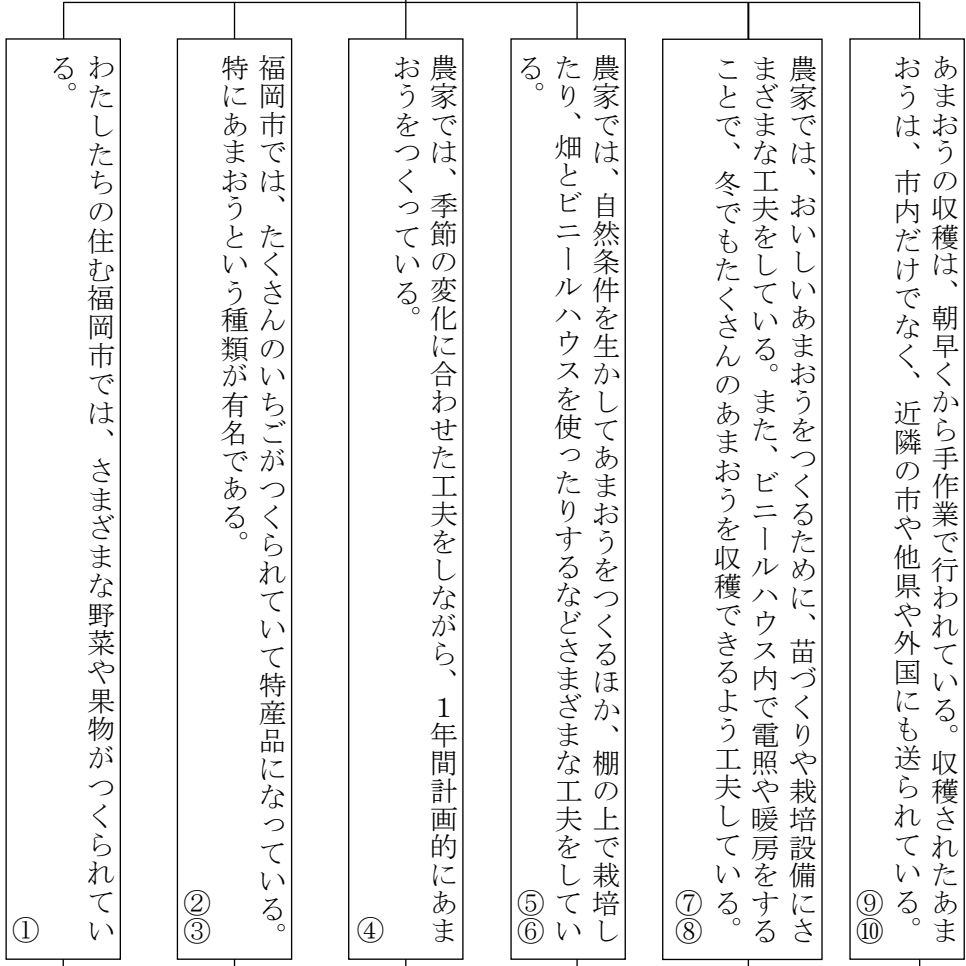 あまおうの収穫は、朝早くから手作業で行われている。収穫されたあま
おうは、市内だけでなく、近隣の市や他県や外国にも送られている。
⑨⑩
農家では、おいしいあまおうをつくるために、苗づくりや栽培設備にさ
まざまな工夫をしている。また、ビニールハウス内で電照や暖房をする
ことで、冬でもたくさんのあまおうを収穫できるよう工夫している。
⑦⑧
農家では、自然条件を生かしてあまおうをつくるほか、棚の上で栽培し
たり、畑とビニールハウスを使ったりするなどさまざまな工夫をしてい
る。
⑤⑥
農家では、季節の変化に合わせた工夫をしながら、1年間計画的にあま
おうをつくっている。
④
福岡市では、たくさんのいちごがつくられていて特産品になっている。
特にあまおうという種類が有名である。
②③
わたしたちの住む福岡市では、さまざまな野菜や果物がつくられてい
る。
①